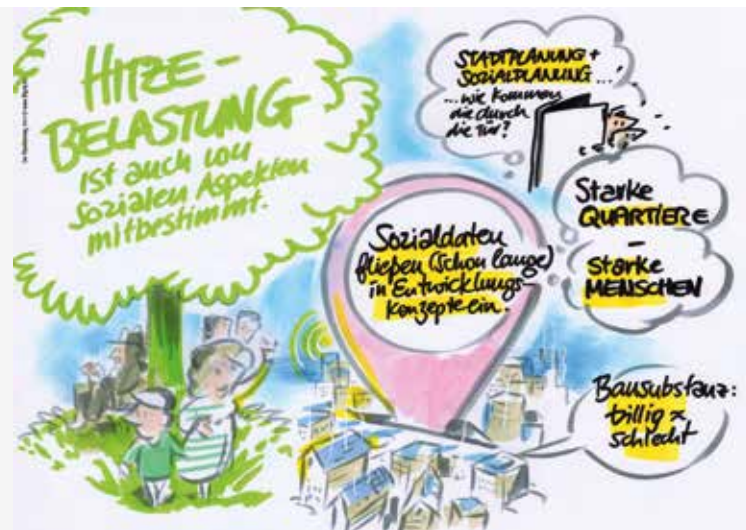 HITZE-
BELASTUNG
ist auch von
sozialen Aspekten
mitbestimmt.
STADTPLANUNG +
SOZIALPLANUNG...
...wie kommen
die durch
die Tür?
Starke
QUARTIERE
–
Starke
MENSCHEN
Sozialdaten
fließen (schon lange)
in Entwicklungs-
konzepte ein.
Bausubstanz:
billig &
schlecht